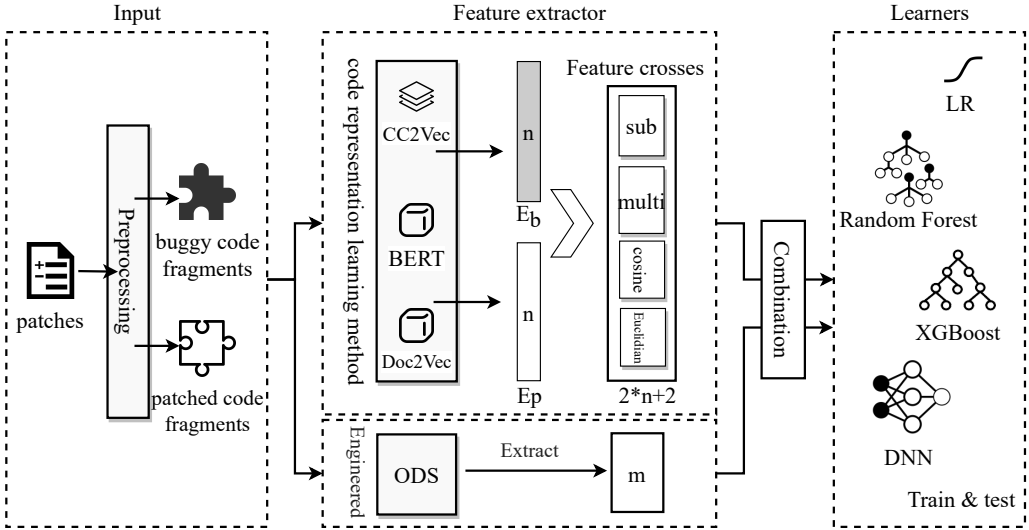 Input
Feature extractor
Learners
patches
Preprocessing
buggy code
fragments
patched code
fragments
code representation learning method
CC2Vec
BERT
Doc2Vec
n
E_b
n
Ep
Feature crosses
sub
multi
cosine
Euclidian
2*n+2
Engineered
ODS
Extract
m
Combination
LR
Random Forest
XGBoost
DNN
Train & test